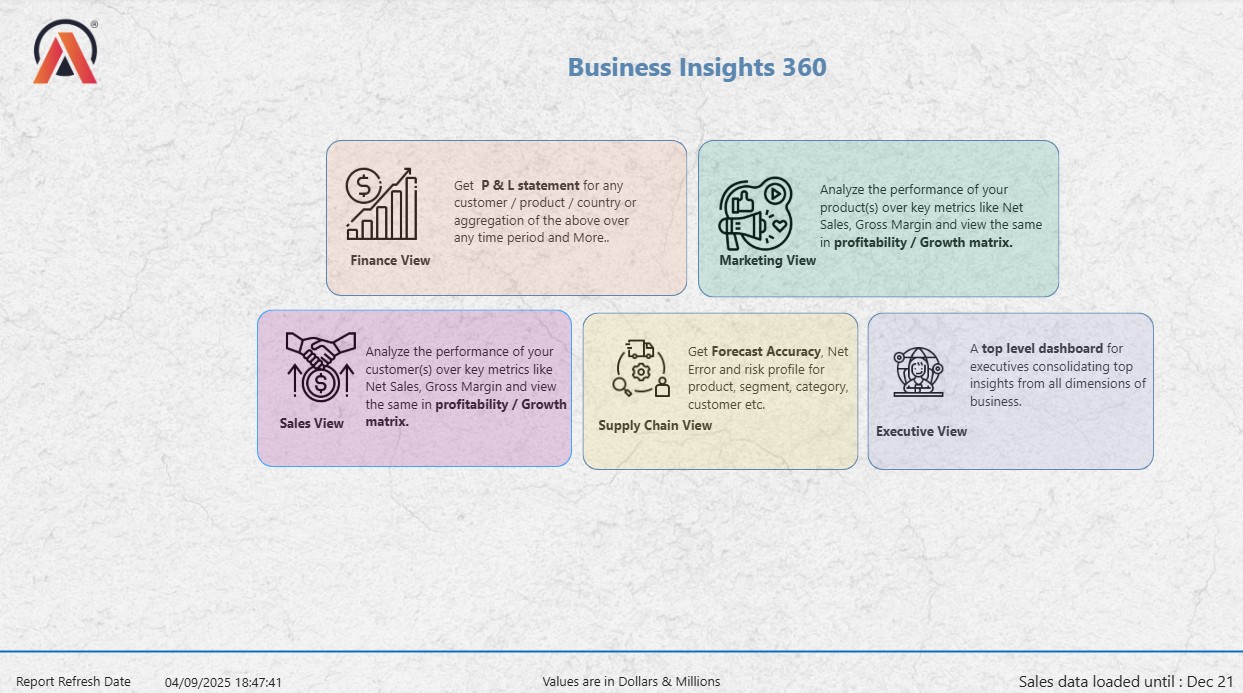 ®
Business Insights 360
Get P & L statement for any
customer / product / country or
aggregation of the above over
any time period and More..
Finance View
Analyze the performance of your
product(s) over key metrics like Net
Sales, Gross Margin and view the same
in profitability / Growth matrix.
Marketing View
Analyze the performance of your
customer(s) over key metrics like
Net Sales, Gross Margin and view
the same in profitability / Growth
matrix.
Sales View
Get Forecast Accuracy, Net
Error and risk profile for
product, segment, category,
customer etc.
Supply Chain View
A top level dashboard for
executives consolidating top
insights from all dimensions of
business.
Executive View
Report Refresh Date 04/09/2025 18:47:41
Values are in Dollars & Millions
Sales data loaded until : Dec 21